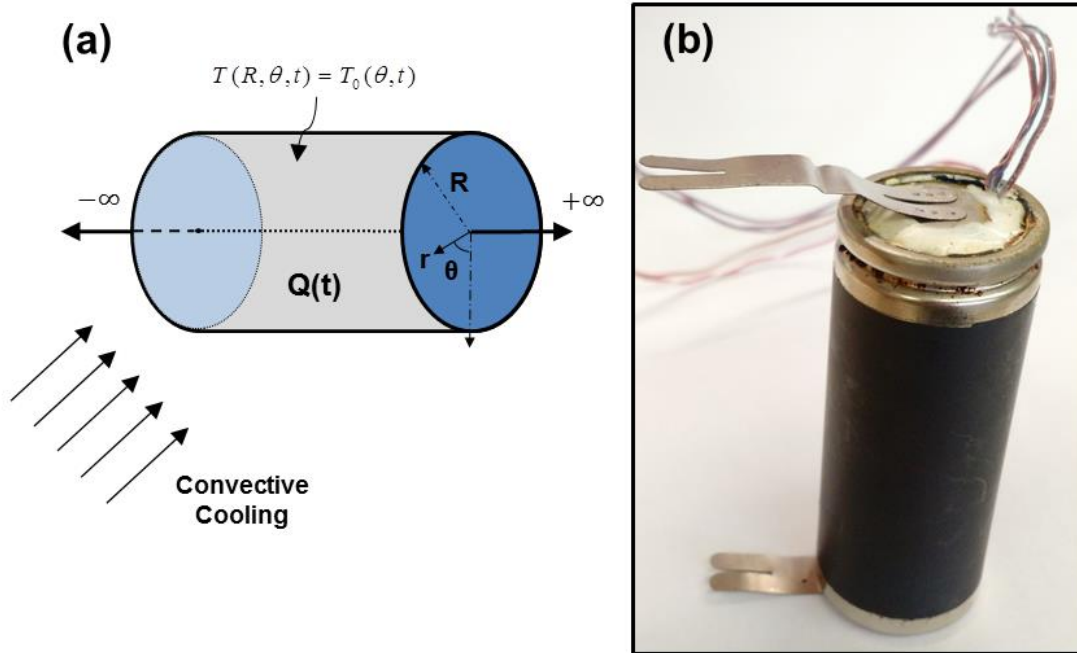 (a)
T(R,θ,t) = T₀(θ,t)
R
−∞
+∞
r
θ
Q(t)
Convective
Cooling
(b)